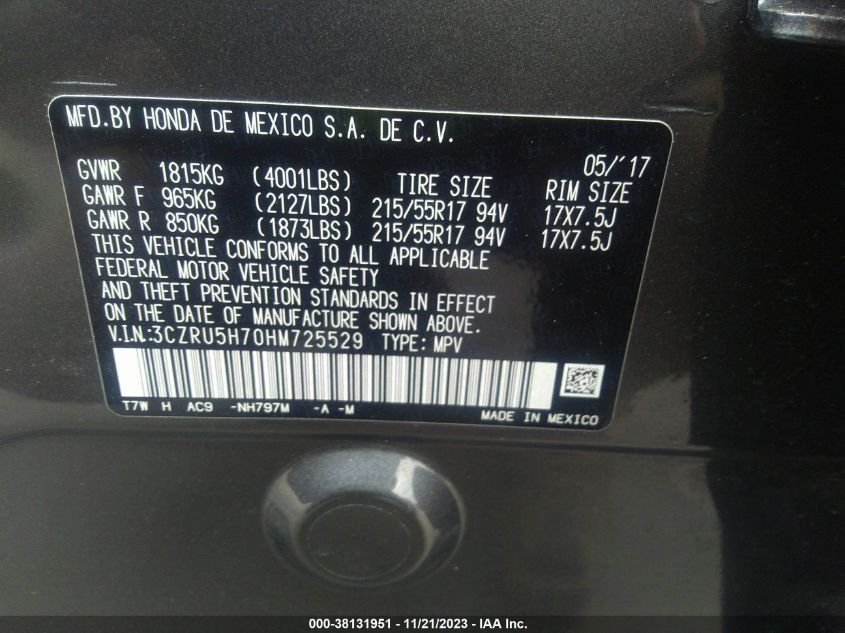 MFD.BY HONDA DE MEXICO S.A. DE C.V.
05/'17
GVWR 1815KG (4001LBS) TIRE SIZE RIM SIZE
GAWR F 965KG (2127LBS) 215/55R17 94V 17X7.5J
GAWR R 850KG (1873LBS) 215/55R17 94V 17X7.5J
THIS VEHICLE CONFORMS TO ALL APPLICABLE
FEDERAL MOTOR VEHICLE SAFETY
AND THEFT PREVENTION STANDARDS IN EFFECT
ON THE DATE OF MANUFACTURE SHOWN ABOVE.
V.I.N:3CZRU5H70HM725529 TYPE: MPV
T7W H AC9 -NH797M -A -M
MADE IN MEXICO
000-38131951 - 11/21/2023 - IAA Inc.